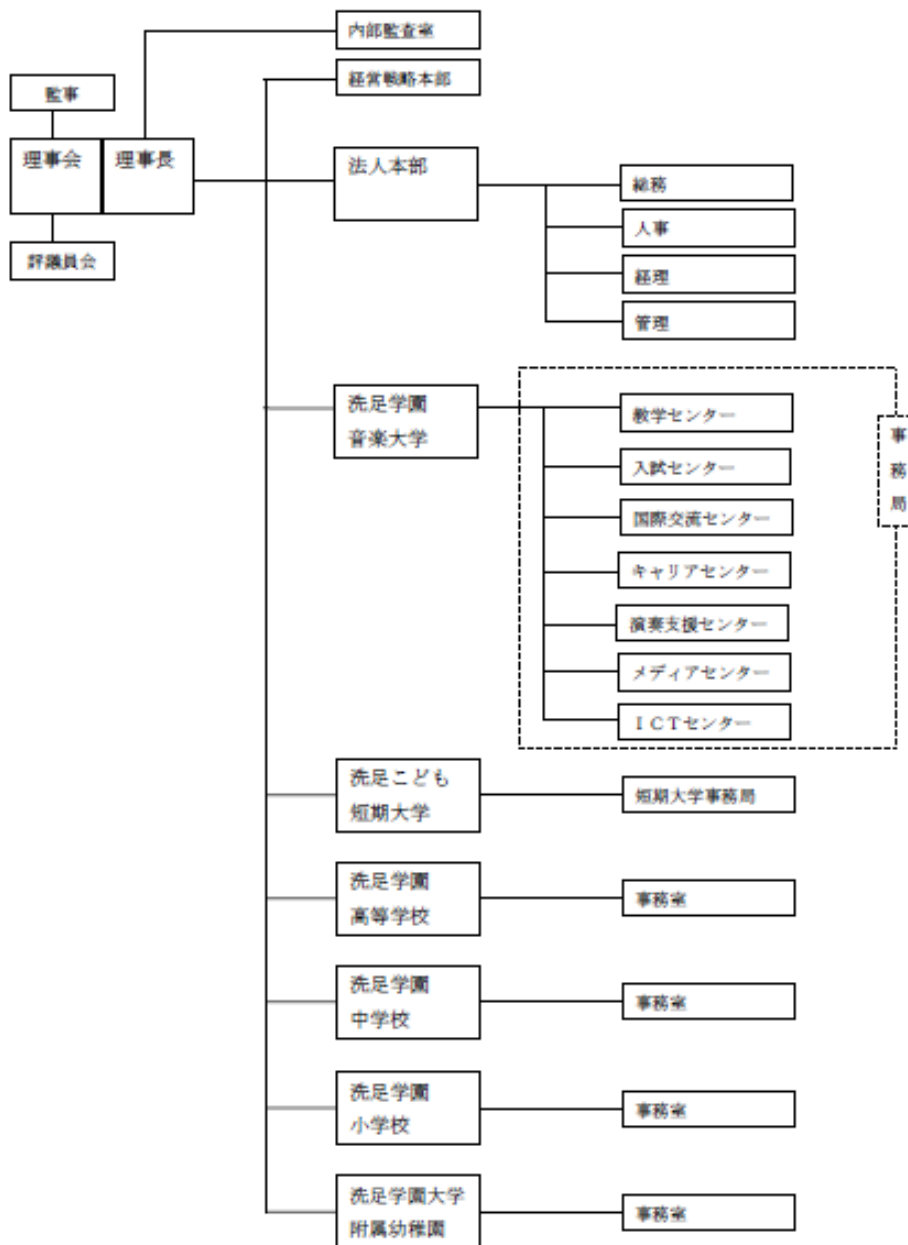 内部監査室
経営戦略本部
監事
理事会
理事長
評議員会
法人本部
総務
人事
経理
管理
洗足学園
音楽大学
教学センター
入試センター
国際交流センター
キャリアセンター
演奏支援センター
メディアセンター
ICTセンター
事務局
洗足こども
短期大学
短期大学事務局
洗足学園
高等学校
事務室
洗足学園
中学校
事務室
洗足学園
小学校
事務室
洗足学園大学
附属幼稚園
事務室